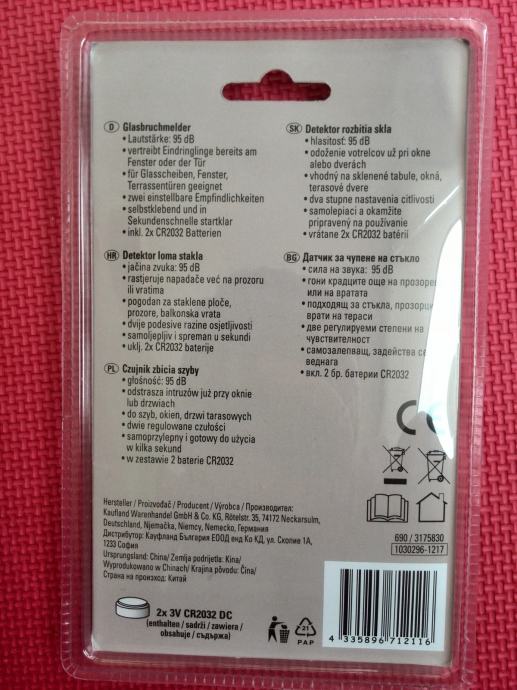 D Glasbruchmelder
• Lautstärke: 95 dB
• vertreibt Eindringlinge bereits am
Fenster oder der Tür
• für Glasscheiben, Fenster,
Terrassentüren geeignet
• zwei einstellbare Empfindlichkeiten
• selbstklebend und in
Sekundenschnelle startklar
• inkl. 2x CR2032 Batterien
HR Detektor loma stakla
• jačina zvuka: 95 dB
• rastjeruje napadače već na prozoru
ili vratima
• pogodan za staklene ploče,
prozore, balkonska vrata
• dvije podesive razine osjetljivosti
• samoljepljiv i spreman u sekundi
• uklj. 2x CR2032 baterije
PL Czujnik zbicia szyby
• głośność: 95 dB
• odstrasza intruzów już przy oknie
lub drzwiach
• do szyb, okien, drzwi tarasowych
• dwie regulowane czułości
• samoprzylepny i gotowy do użycia
w kilka sekund
• w zestawie 2 baterie CR2032
SK Detektor rozbitia skla
• hlasitosť: 95 dB
• odoženie votrelcov už pri okne
alebo dverách
• vhodný na sklenené tabule, okná,
terasové dvere
• dva stupne nastavenia citlivosti
• samolepiaci a okamžite
pripravený na používanie
• vrátane 2x CR2032 batérií
BG Датчик за чупене на стъкло
• сила на звука: 95 dB
• гони крадците още на прозорец
или на вратата
• подходящ за стъкла, прозорци
врати на тераси
• две регулируеми степени на
чувствителност
• самозалепващ, задейства се
веднага
• вкл. 2 бр. батерии CR2032
CE
Hersteller / Proizvođač / Producent / Výrobca / Производител:
Kaufland Warenhandel GmbH & Co. KG, Rötelstr. 35, 74172 Neckarsulm,
Deutschland, Njemačka, Niemcy, Nemecko, Германия
Дистрибутор: Кауфланд България ЕООД енд Ко КД, ул. Скопие 1А,
1233 София
Ursprungsland: China/ Zemlja podrijetla: Kina/
Wyprodukowano w Chinach/ Krajina pôvodu: Čína/
Страна на произход: Китай
690 / 3175830
1030296-1217
2x 3V CR2032 DC
(enthalten / sadrži / zawiera /
obsahuje / съдържа)
21
PAP
4 335896 712116